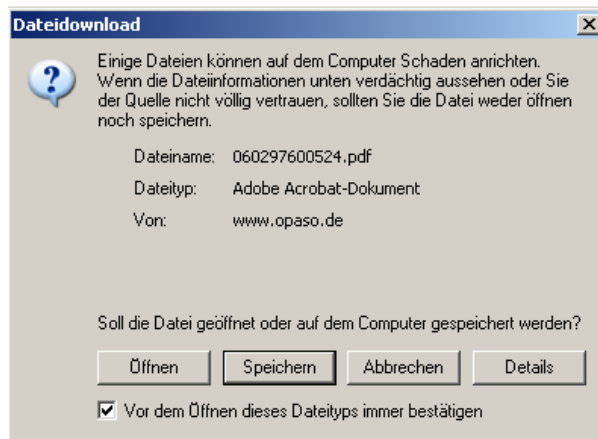 Dateidownload
Einige Dateien können auf dem Computer Schaden anrichten.
Wenn die Dateiinformationen unten verdächtig aussehen oder Sie
der Quelle nicht völlig vertrauen, sollten Sie die Datei weder öffnen
noch speichern.
Dateiname: 060297600524.pdf
Dateityp: Adobe Acrobat-Dokument
Von: www.opaso.de
Soll die Datei geöffnet oder auf dem Computer gespeichert werden?
Öffnen Speichern Abbrechen Details
Vor dem Öffnen dieses Dateityps immer bestätigen